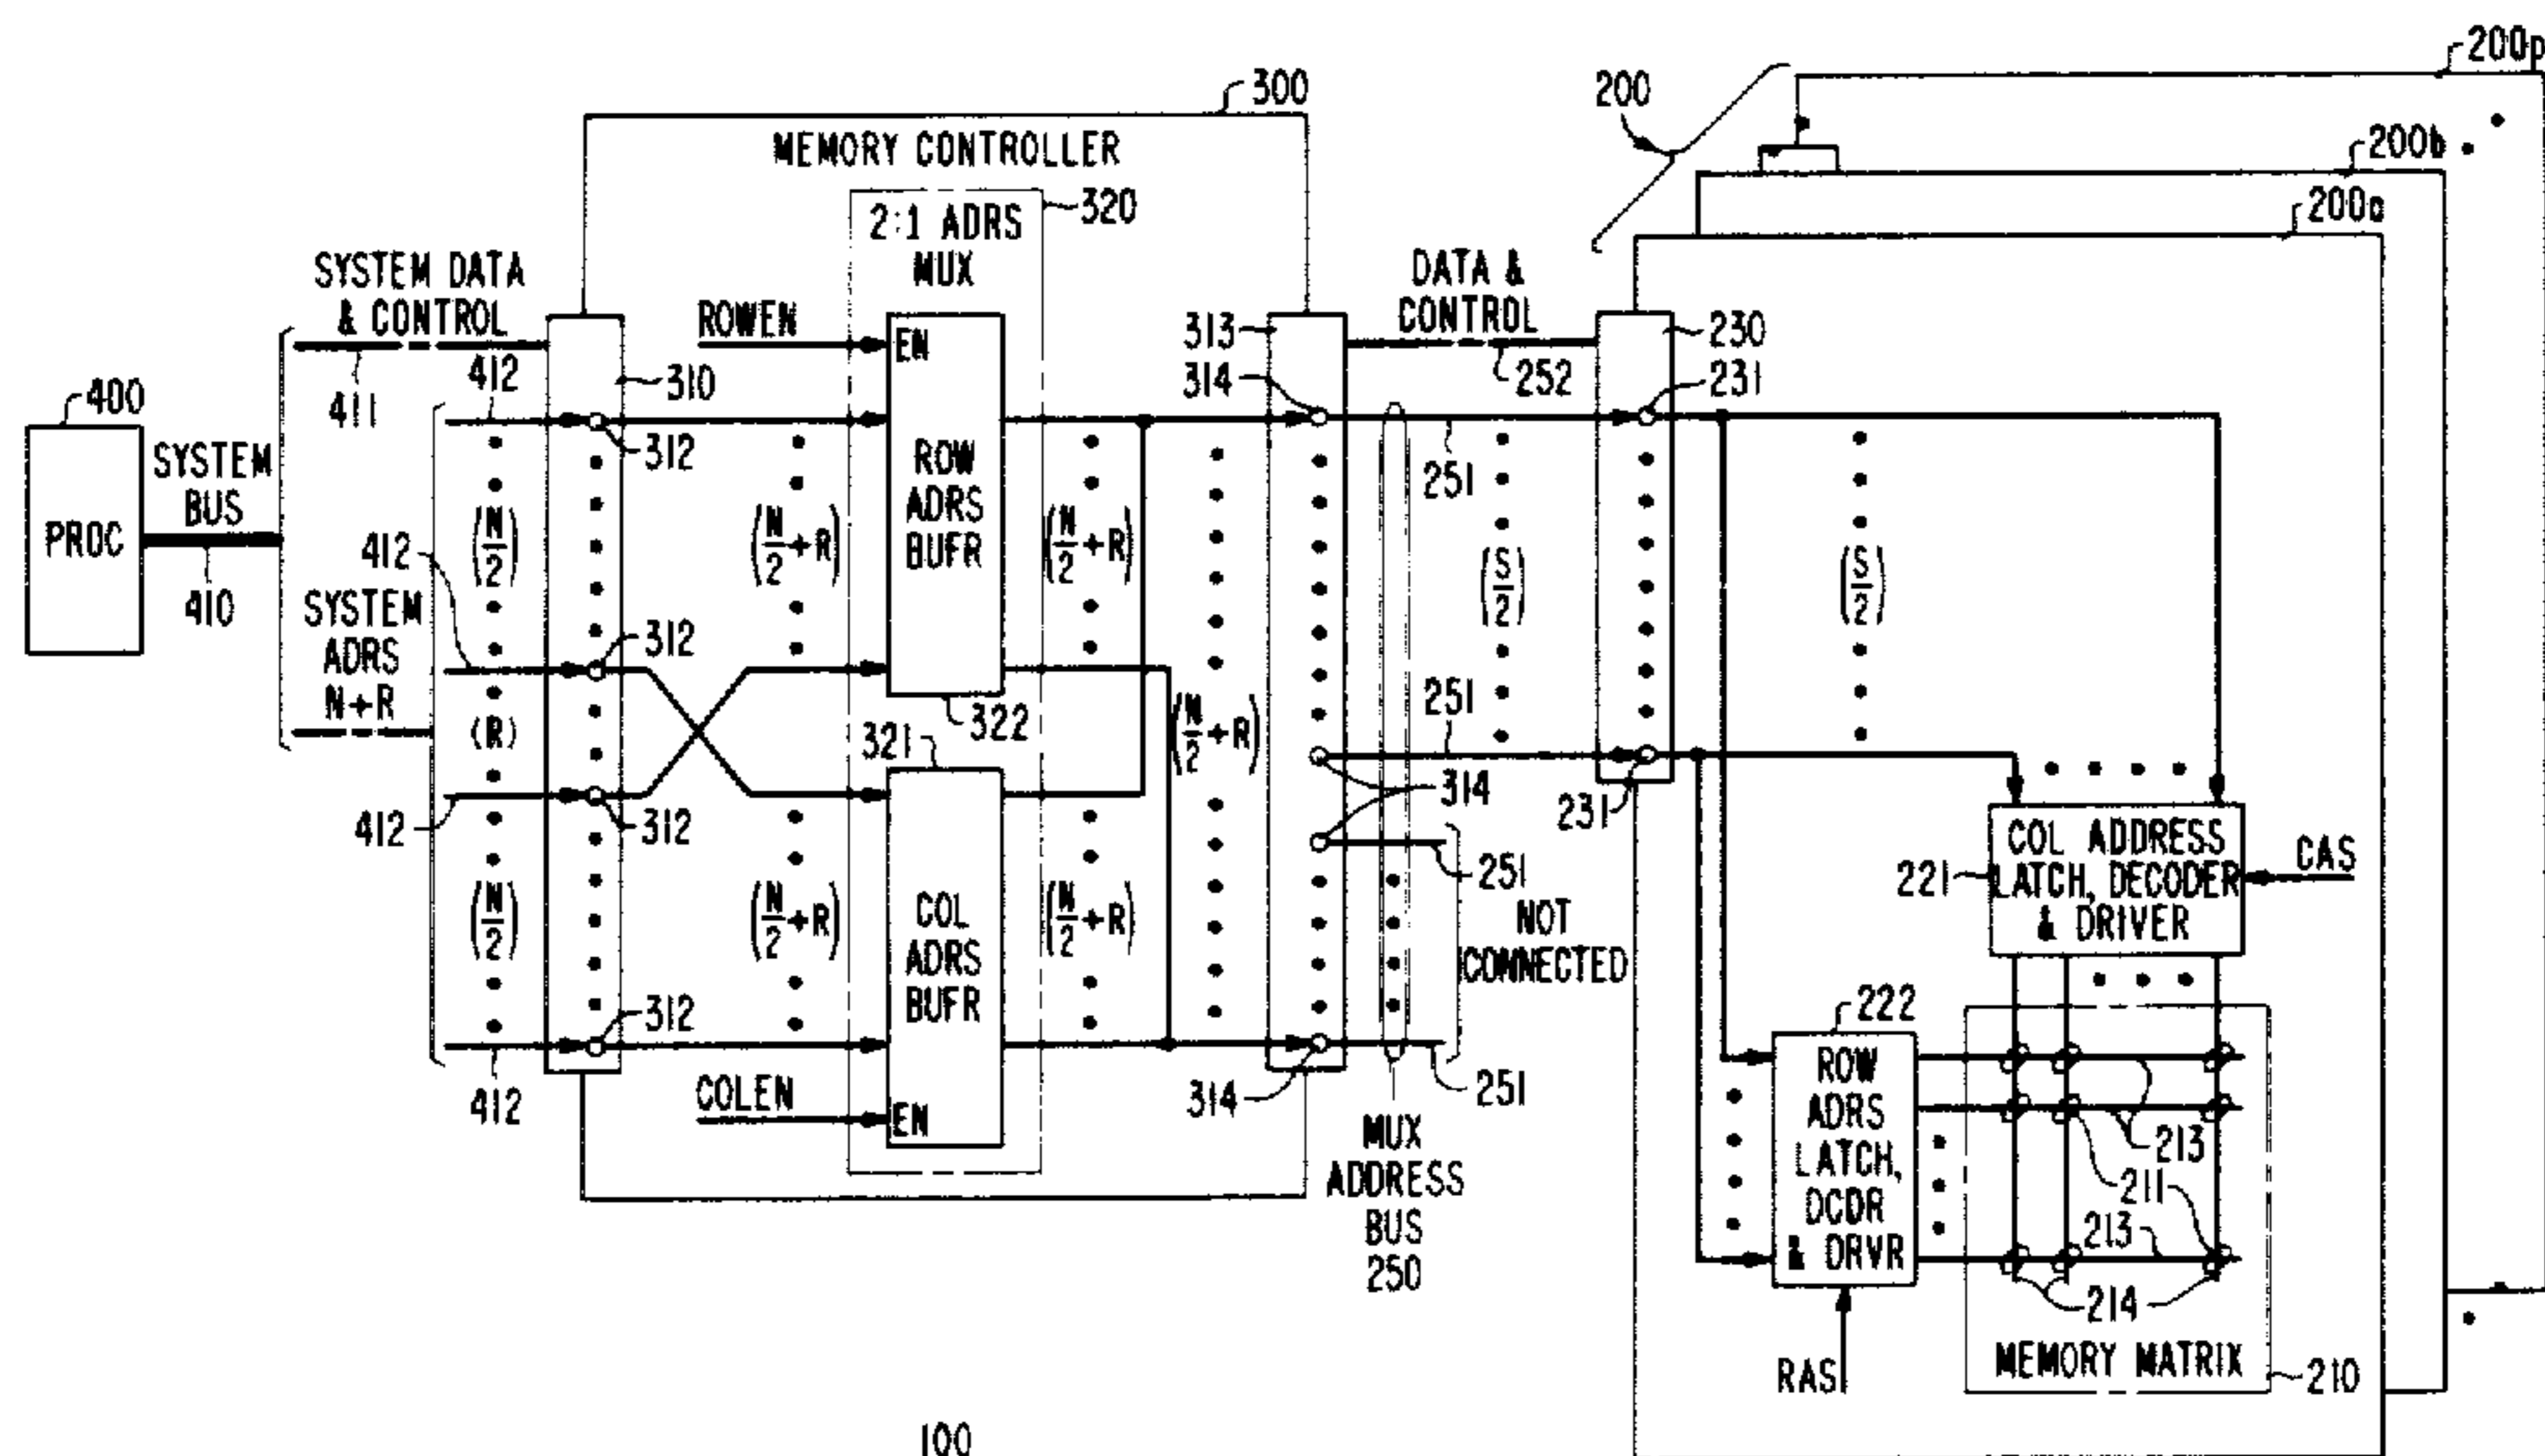 200p
300
200
MEMORY CONTROLLER
200b
320
200a
2:1 ADRS
MUX
SYSTEM DATA
& CONTROL
DATA &
CONTROL
ROWEN
EN
313
230
411
412
310
314
252
231
400
312
ROW
ADRS
BUFR
251
SYSTEM
BUS
PROC
410
(N/2)
(N/2+R)
(N/2+R)
(S/2)
(S/2)
412
SYSTEM
ADRS
N+R
312
(R)
322
321
(N/2+R)
251
412
312
314
231
COL ADDRESS
LATCH, DECODER
& DRIVER
221
CAS
251
(N/2)
(N/2+R)
COL
ADRS
BUFR
(N/2+R)
NOT
CONNECTED
312
222
412
COLEN
EN
314
251
ROW
ADRS
LATCH,
DCDR
& DRVR
213
211
213
214
MUX
ADDRESS
BUS
250
RAS
MEMORY MATRIX
210
100